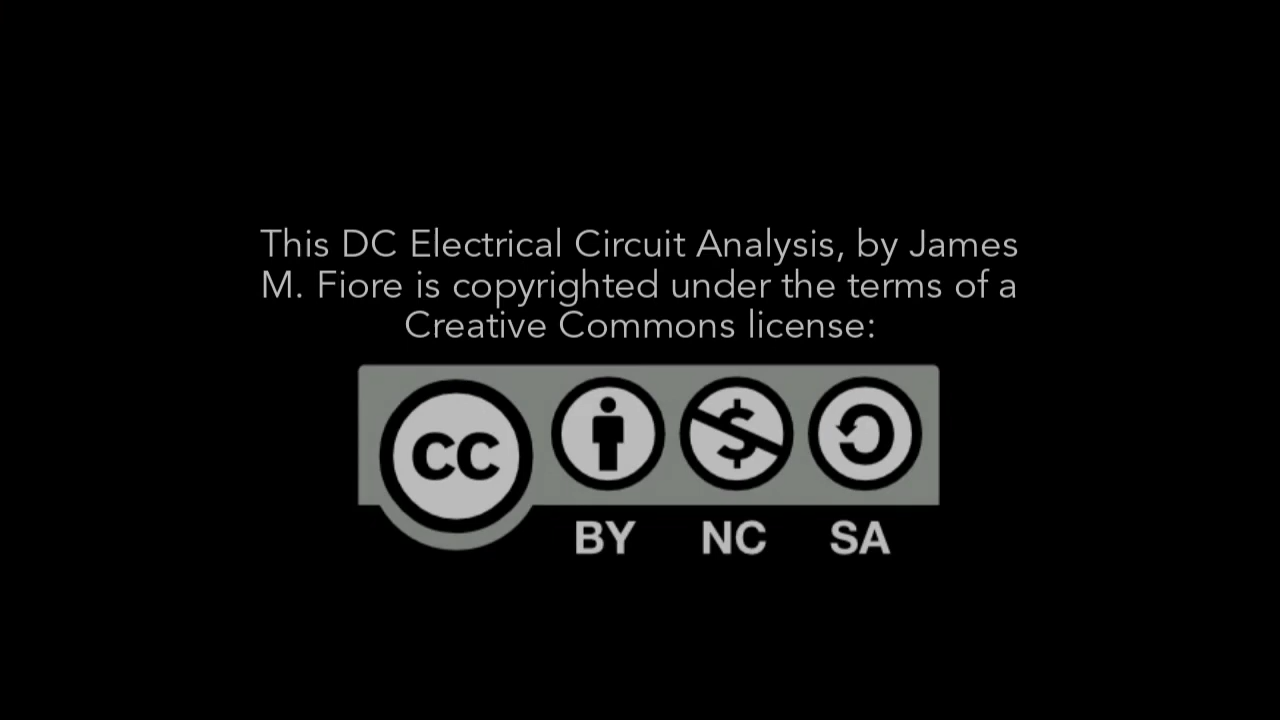 This DC Electrical Circuit Analysis, by James
M. Fiore is copyrighted under the terms of a
Creative Commons license:
cc
BY NC SA